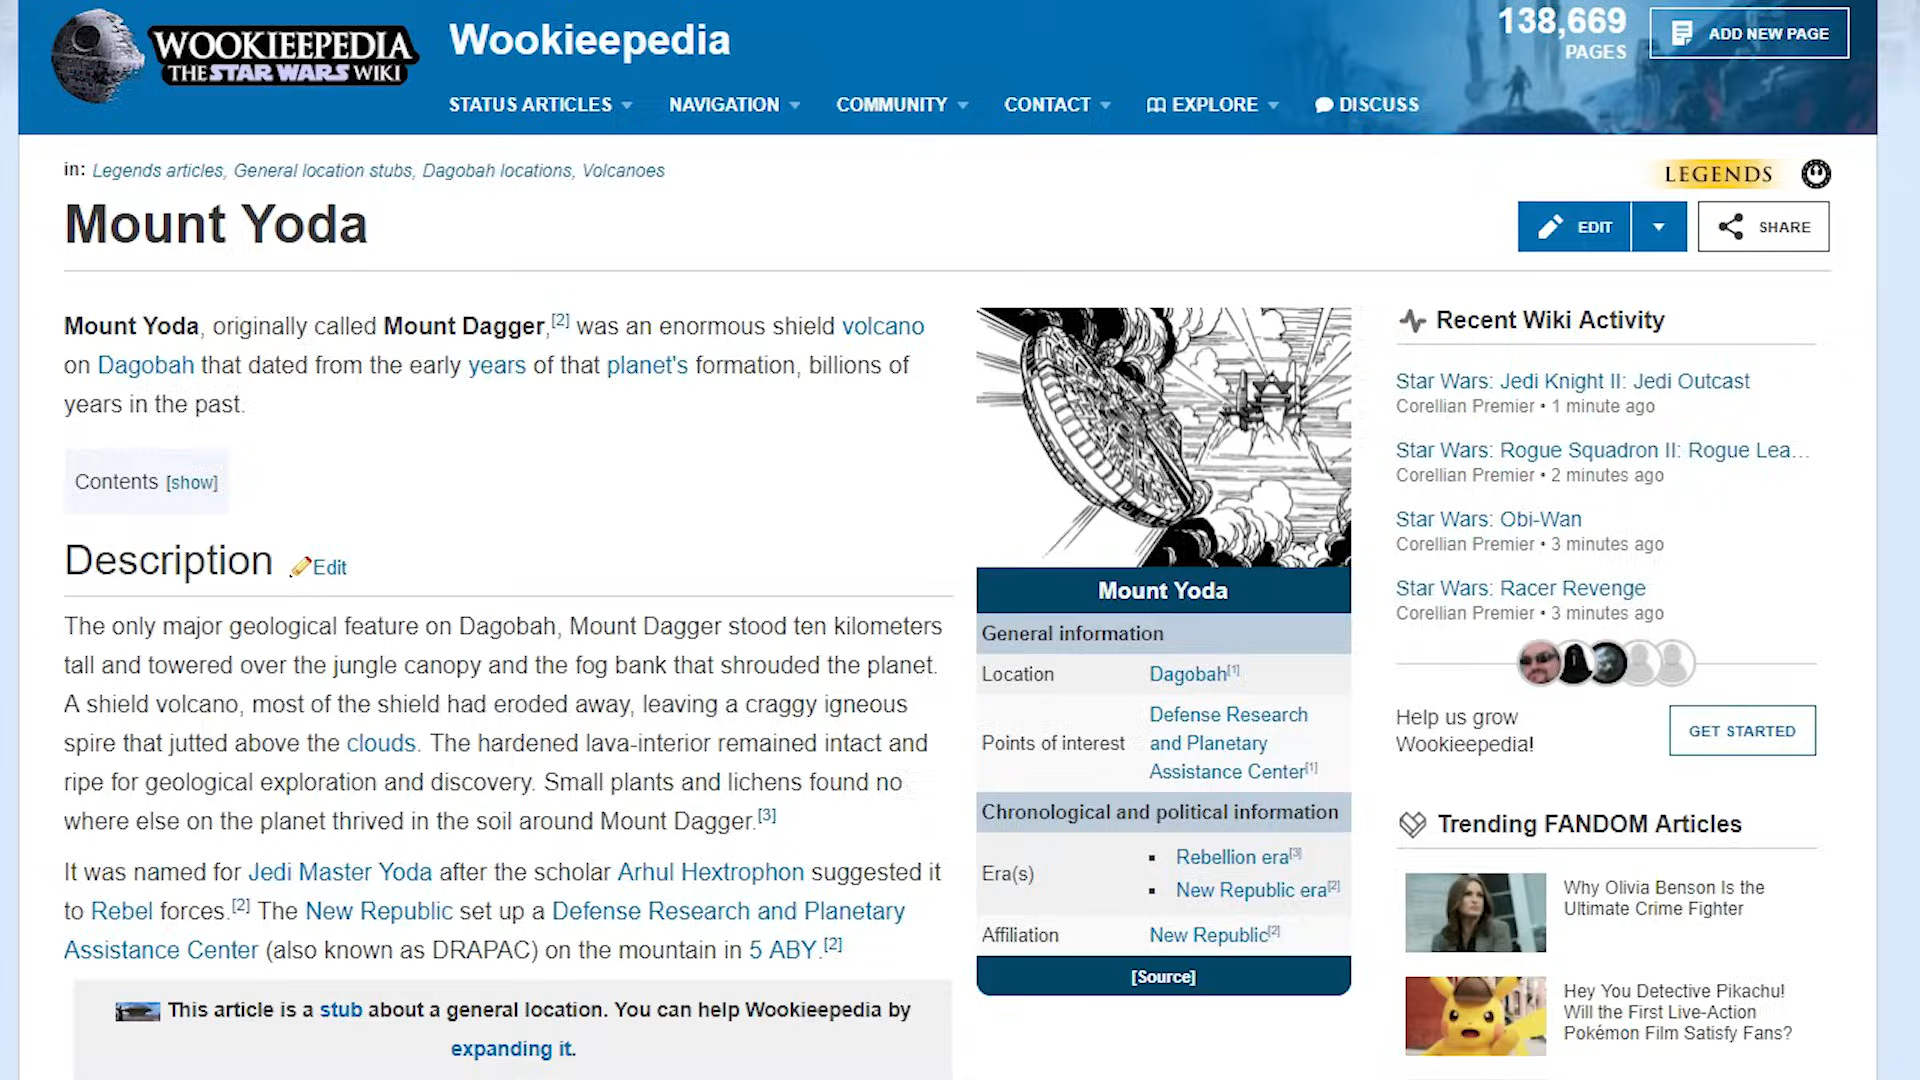 WOOKIEEPEDIA
THE STAR WARS WIKI
Wookieepedia
138,669
PAGES
ADD NEW PAGE
STATUS ARTICLES
NAVIGATION
COMMUNITY
CONTACT
EXPLORE
DISCUSS
in: Legends articles, General location stubs, Dagobah locations, Volcanoes
LEGENDS
Mount Yoda
EDIT
SHARE
Mount Yoda, originally called Mount Dagger,[2] was an enormous shield volcano
on Dagobah that dated from the early years of that planet's formation, billions of
years in the past.
Contents [show]
Description
Edit
The only major geological feature on Dagobah, Mount Dagger stood ten kilometers
tall and towered over the jungle canopy and the fog bank that shrouded the planet.
A shield volcano, most of the shield had eroded away, leaving a craggy igneous
spire that jutted above the clouds. The hardened lava-interior remained intact and
ripe for geological exploration and discovery. Small plants and lichens found no
where else on the planet thrived in the soil around Mount Dagger.[3]
It was named for Jedi Master Yoda after the scholar Arhul Hextrophon suggested it
to Rebel forces.[2] The New Republic set up a Defense Research and Planetary
Assistance Center (also known as DRAPAC) on the mountain in 5 ABY.[2]
This article is a stub about a general location. You can help Wookieepedia by
expanding it.
Mount Yoda
General information
Location
Dagobah[1]
Points of interest
Defense Research
and Planetary
Assistance Center[1]
Chronological and political information
Era(s)
Rebellion era[3]
New Republic era[2]
Affiliation
New Republic[2]
[Source]
Recent Wiki Activity
Star Wars: Jedi Knight II: Jedi Outcast
Corellian Premier • 1 minute ago
Star Wars: Rogue Squadron II: Rogue Lea...
Corellian Premier • 2 minutes ago
Star Wars: Obi-Wan
Corellian Premier • 3 minutes ago
Star Wars: Racer Revenge
Corellian Premier • 3 minutes ago
Help us grow
Wookieepedia!
GET STARTED
Trending FANDOM Articles
Why Olivia Benson Is the
Ultimate Crime Fighter
Hey You Detective Pikachu!
Will the First Live-Action
Pokémon Film Satisfy Fans?